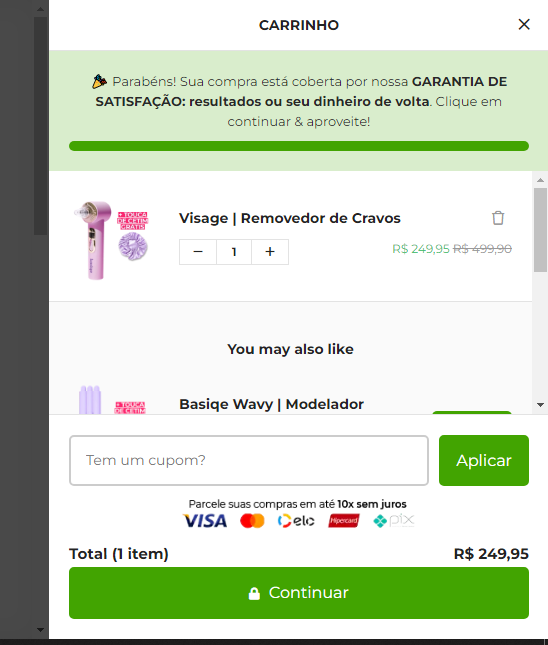 CARRINHO
Parabéns! Sua compra está coberta por nossa GARANTIA DE
SATISFAÇÃO: resultados ou seu dinheiro de volta. Clique em
continuar & aproveite!
+ TOUCA
DE CETIM
GRÁTIS
Visage | Removedor de Cravos
− 1 +
R$ 249,95 R$ 499,90
You may also like
+ TOUCA
DE CETIM
Basiqe Wavy | Modelador
Tem um cupom?
Aplicar
Parcele suas compras em até 10x sem juros
VISA elo Hipercard pix
Total (1 item) R$ 249,95
Continuar